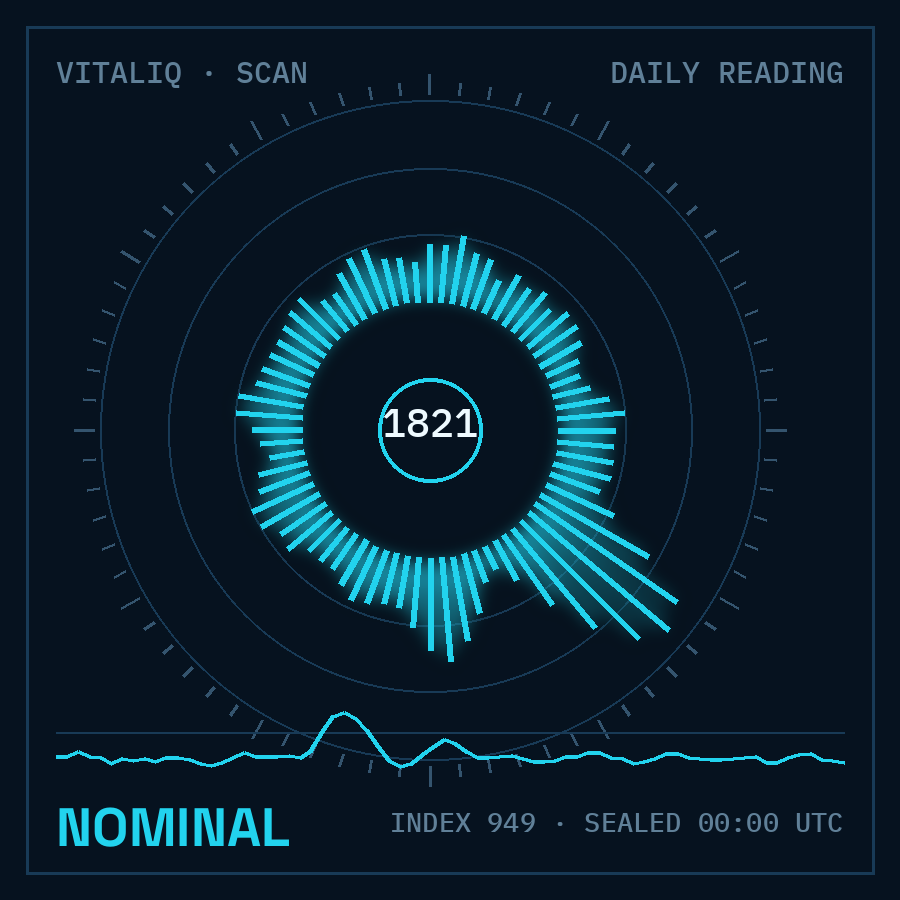 VITALIQ · SCAN
DAILY READING
1821
NOMINAL
INDEX 949 · SEALED 00:00 UTC